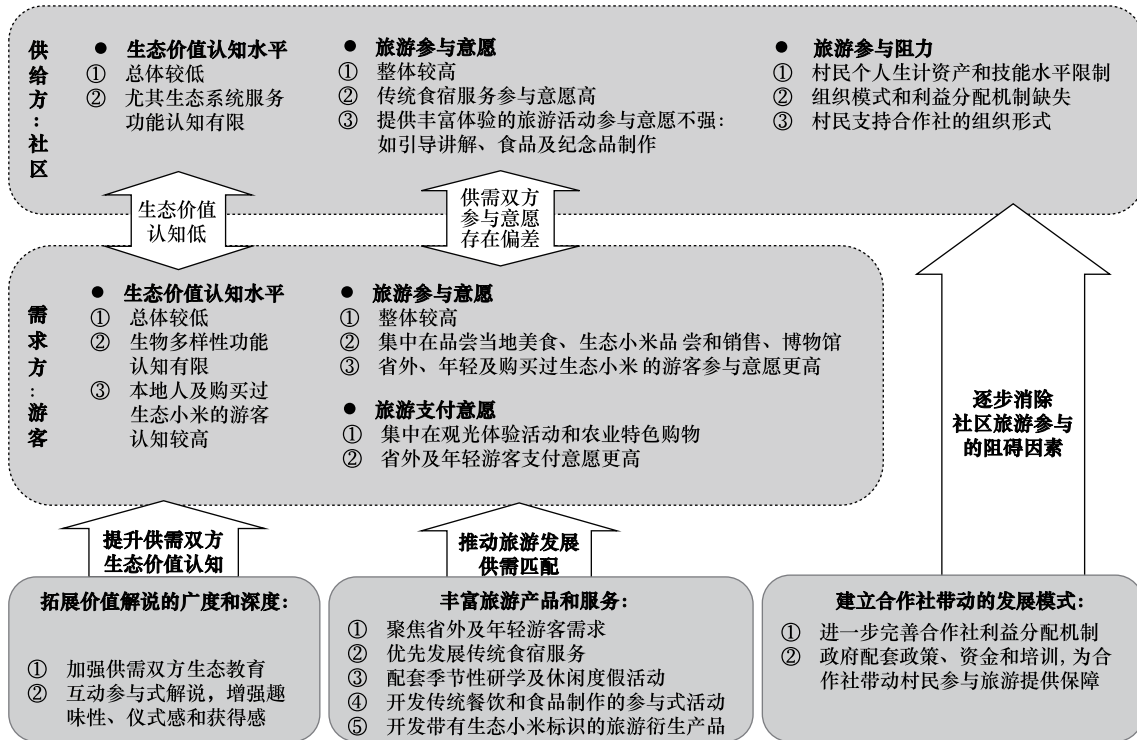 供给方：社区
● 生态价值认知水平
① 总体较低
② 尤其生态系统服务
功能认知有限
● 旅游参与意愿
① 整体较高
② 传统食宿服务参与意愿高
③ 提供丰富体验的旅游活动参与意愿不强：
如引导讲解、食品及纪念品制作
● 旅游参与阻力
① 村民个人生计资产和技能水平限制
② 组织模式和利益分配机制缺失
③ 村民支持合作社的组织形式
生态价值
认知低
供需双方
参与意愿
存在偏差
需求方：游客
● 生态价值认知水平
① 总体较低
② 生物多样性功能
认知有限
③ 本地人及购买过
生态小米的游客
认知较高
● 旅游参与意愿
① 整体较高
② 集中在品尝当地美食、生态小米品尝和销售、博物馆
③ 省外、年轻及购买过生态小米的游客参与意愿更高
● 旅游支付意愿
① 集中在观光体验活动和农业特色购物
② 省外及年轻游客支付意愿更高
逐步消除
社区旅游参与
的阻碍因素
提升供需双方
生态价值认知
推动旅游发展
供需匹配
拓展价值解说的广度和深度：
① 加强供需双方生态教育
② 互动参与式解说，增强趣
味性、仪式感和获得感
丰富旅游产品和服务：
① 聚焦省外及年轻游客需求
② 优先发展传统食宿服务
③ 配套季节性研学及休闲度假活动
④ 开发传统餐饮和食品制作的参与式活动
⑤ 开发带有生态小米标识的旅游衍生产品
建立合作社带动的发展模式：
① 进一步完善合作社利益分配机制
② 政府配套政策、资金和培训，为合
作社带动村民参与旅游提供保障